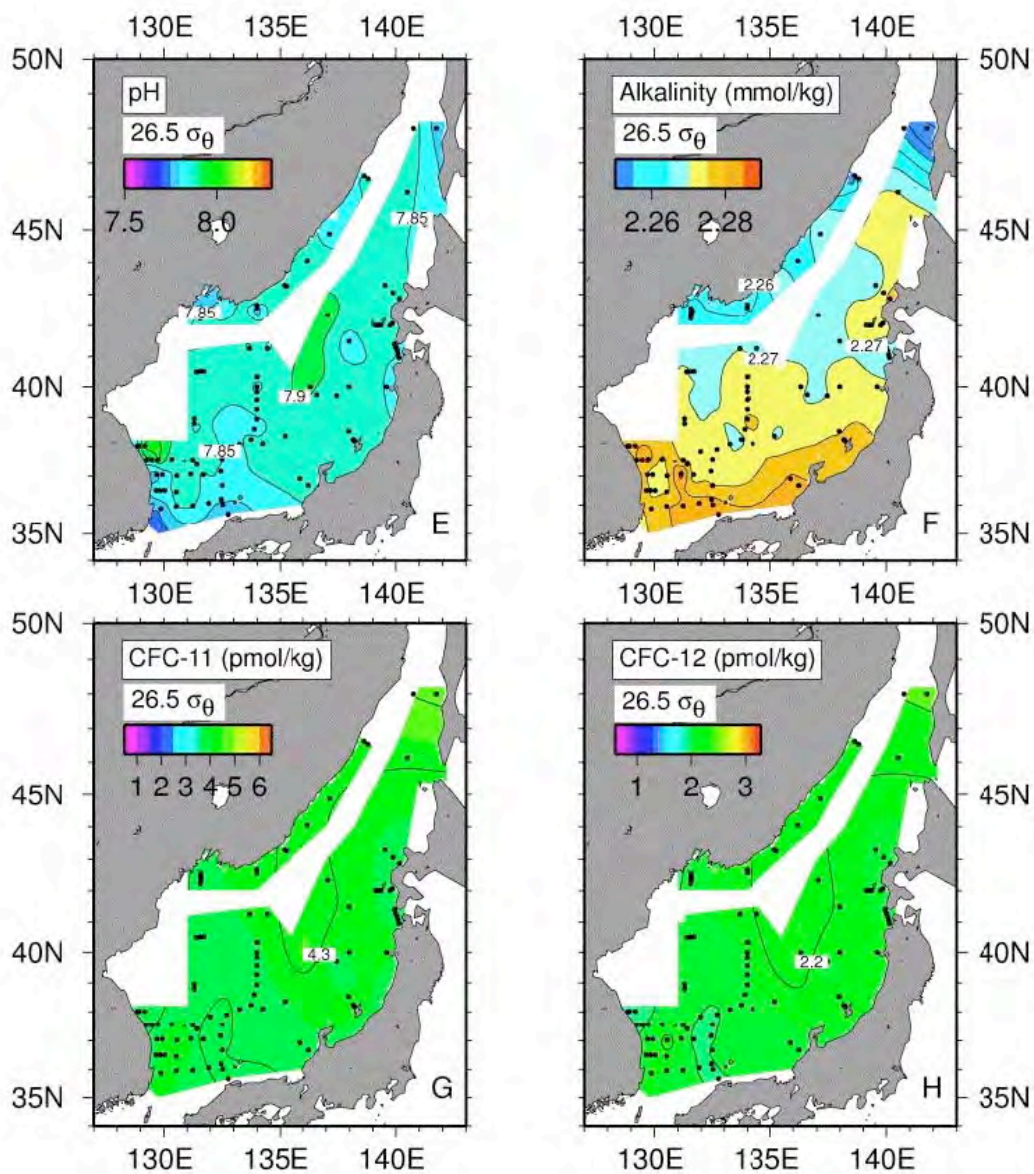 130E 135E 140E 130E 135E 140E
50N 50N
pH Alkalinity (mmol/kg)
26.5 σθ 26.5 σθ
7.5 8.0 2.26 2.28
7.85
45N 45N
2.26
7.85
2.27
2.27
40N 7.9 40N
7.85
35N E F 35N
130E 135E 140E 130E 135E 140E
50N 50N
CFC-11 (pmol/kg) CFC-12 (pmol/kg)
26.5 σθ 26.5 σθ
1 2 3 4 5 6 1 2 3
45N 45N
40N 40N
4.3 2.2
35N G H 35N
130E 135E 140E 130E 135E 140E